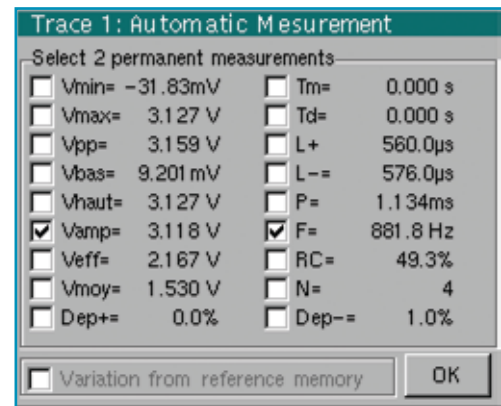 Trace 1: Automatic Mesurement
Select 2 permanent measurements
Vmin= -31.83mV Tm= 0.000 s
Vmax= 3.127 V Td= 0.000 s
Vpp= 3.159 V L+ 560.0µs
Vbas= 9.201 mV L-= 576.0µs
Vhaut= 3.127 V P= 1.134ms
Vamp= 3.118 V F= 881.8 Hz
Veff= 2.167 V RC= 49.3%
Vmoy= 1.530 V N= 4
Dep+= 0.0% Dep-= 1.0%
Variation from reference memory OK